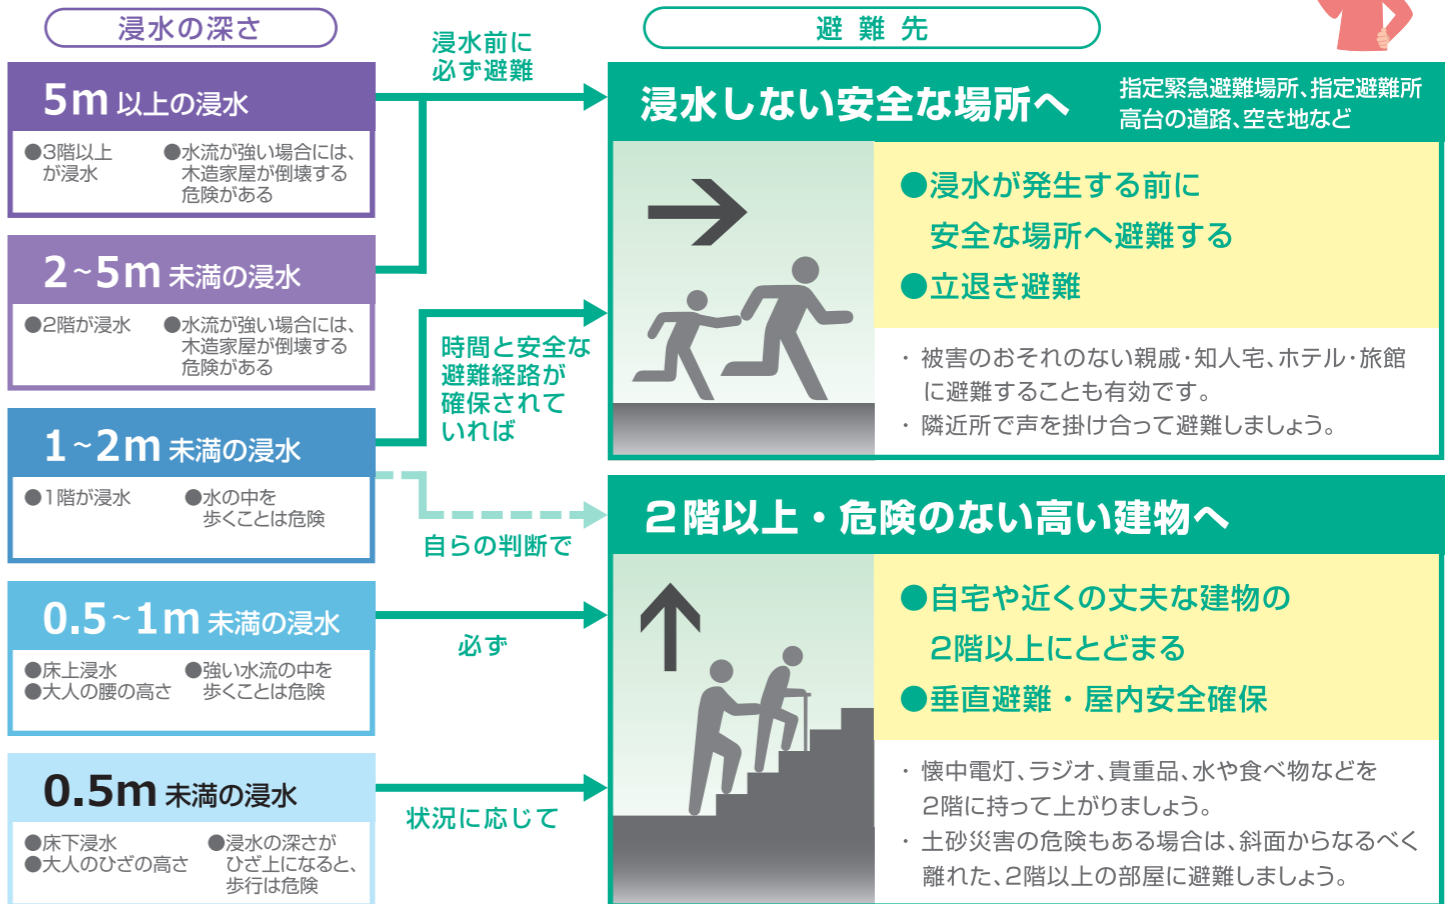 浸水の深さ
5m 以上の浸水
●3階以上
が浸水
●水流が強い場合には、
木造家屋が倒壊する
危険がある
2~5m 未満の浸水
●2階が浸水
●水流が強い場合には、
木造家屋が倒壊する
危険がある
1~2m 未満の浸水
●1階が浸水
●水の中を
歩くことは危険
0.5~1m 未満の浸水
●床上浸水
●大人の腰の高さ
●強い水流の中を
歩くことは危険
0.5m 未満の浸水
●床下浸水
●大人のひざの高さ
●浸水の深さが
ひざ上になると、
歩行は危険
浸水前に
必ず避難
時間と安全な
避難経路が
確保されて
いれば
自らの判断で
必ず
状況に応じて
避難先
浸水しない安全な場所へ
指定緊急避難場所、指定避難所
高台の道路、空き地など
●浸水が発生する前に
安全な場所へ避難する
●立退き避難
・被害のおそれのない親戚・知人宅、ホテル・旅館
に避難することも有効です。
・隣近所で声を掛け合って避難しましょう。
2階以上・危険のない高い建物へ
●自宅や近くの丈夫な建物の
2階以上にとどまる
●垂直避難・屋内安全確保
・懐中電灯、ラジオ、貴重品、水や食べ物などを
2階に持って上がりましょう。
・土砂災害の危険もある場合は、斜面からなるべく
離れた、2階以上の部屋に避難しましょう。